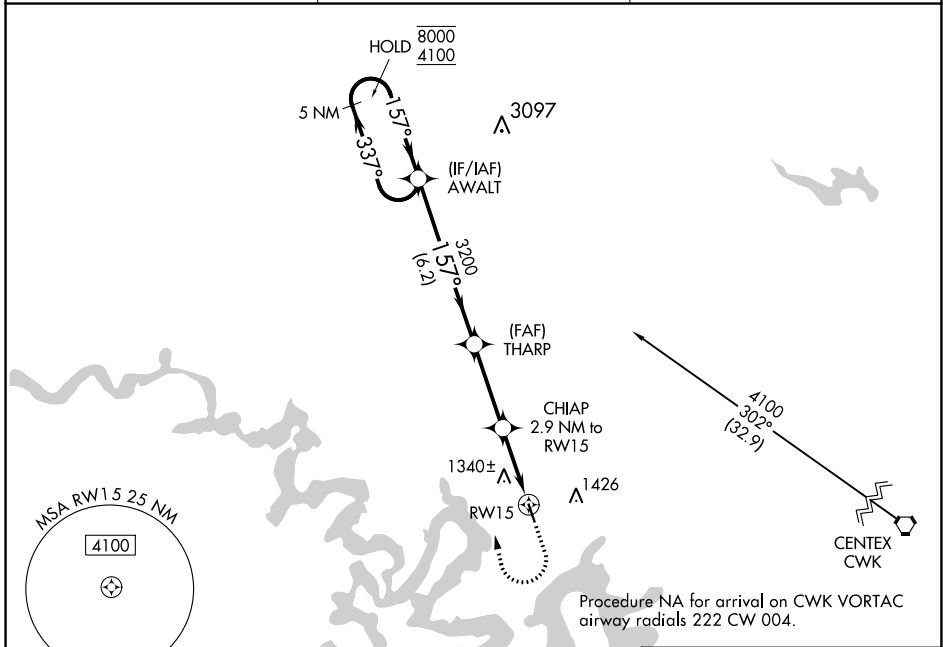 HOLD 8000
4100
5 NM
157°
337°
3097
(IF/IAF)
AWALT
3200
157°
(6.2)
(FAF)
THARP
4100
302°
(32.9)
CHIAP
2.9 NM to
RW15
1340±
1426
RW15
MSA RW15 25 NM
4100
CENTEX
CWK
Procedure NA for arrival on CWK VORTAC
airway radials 222 CW 004.